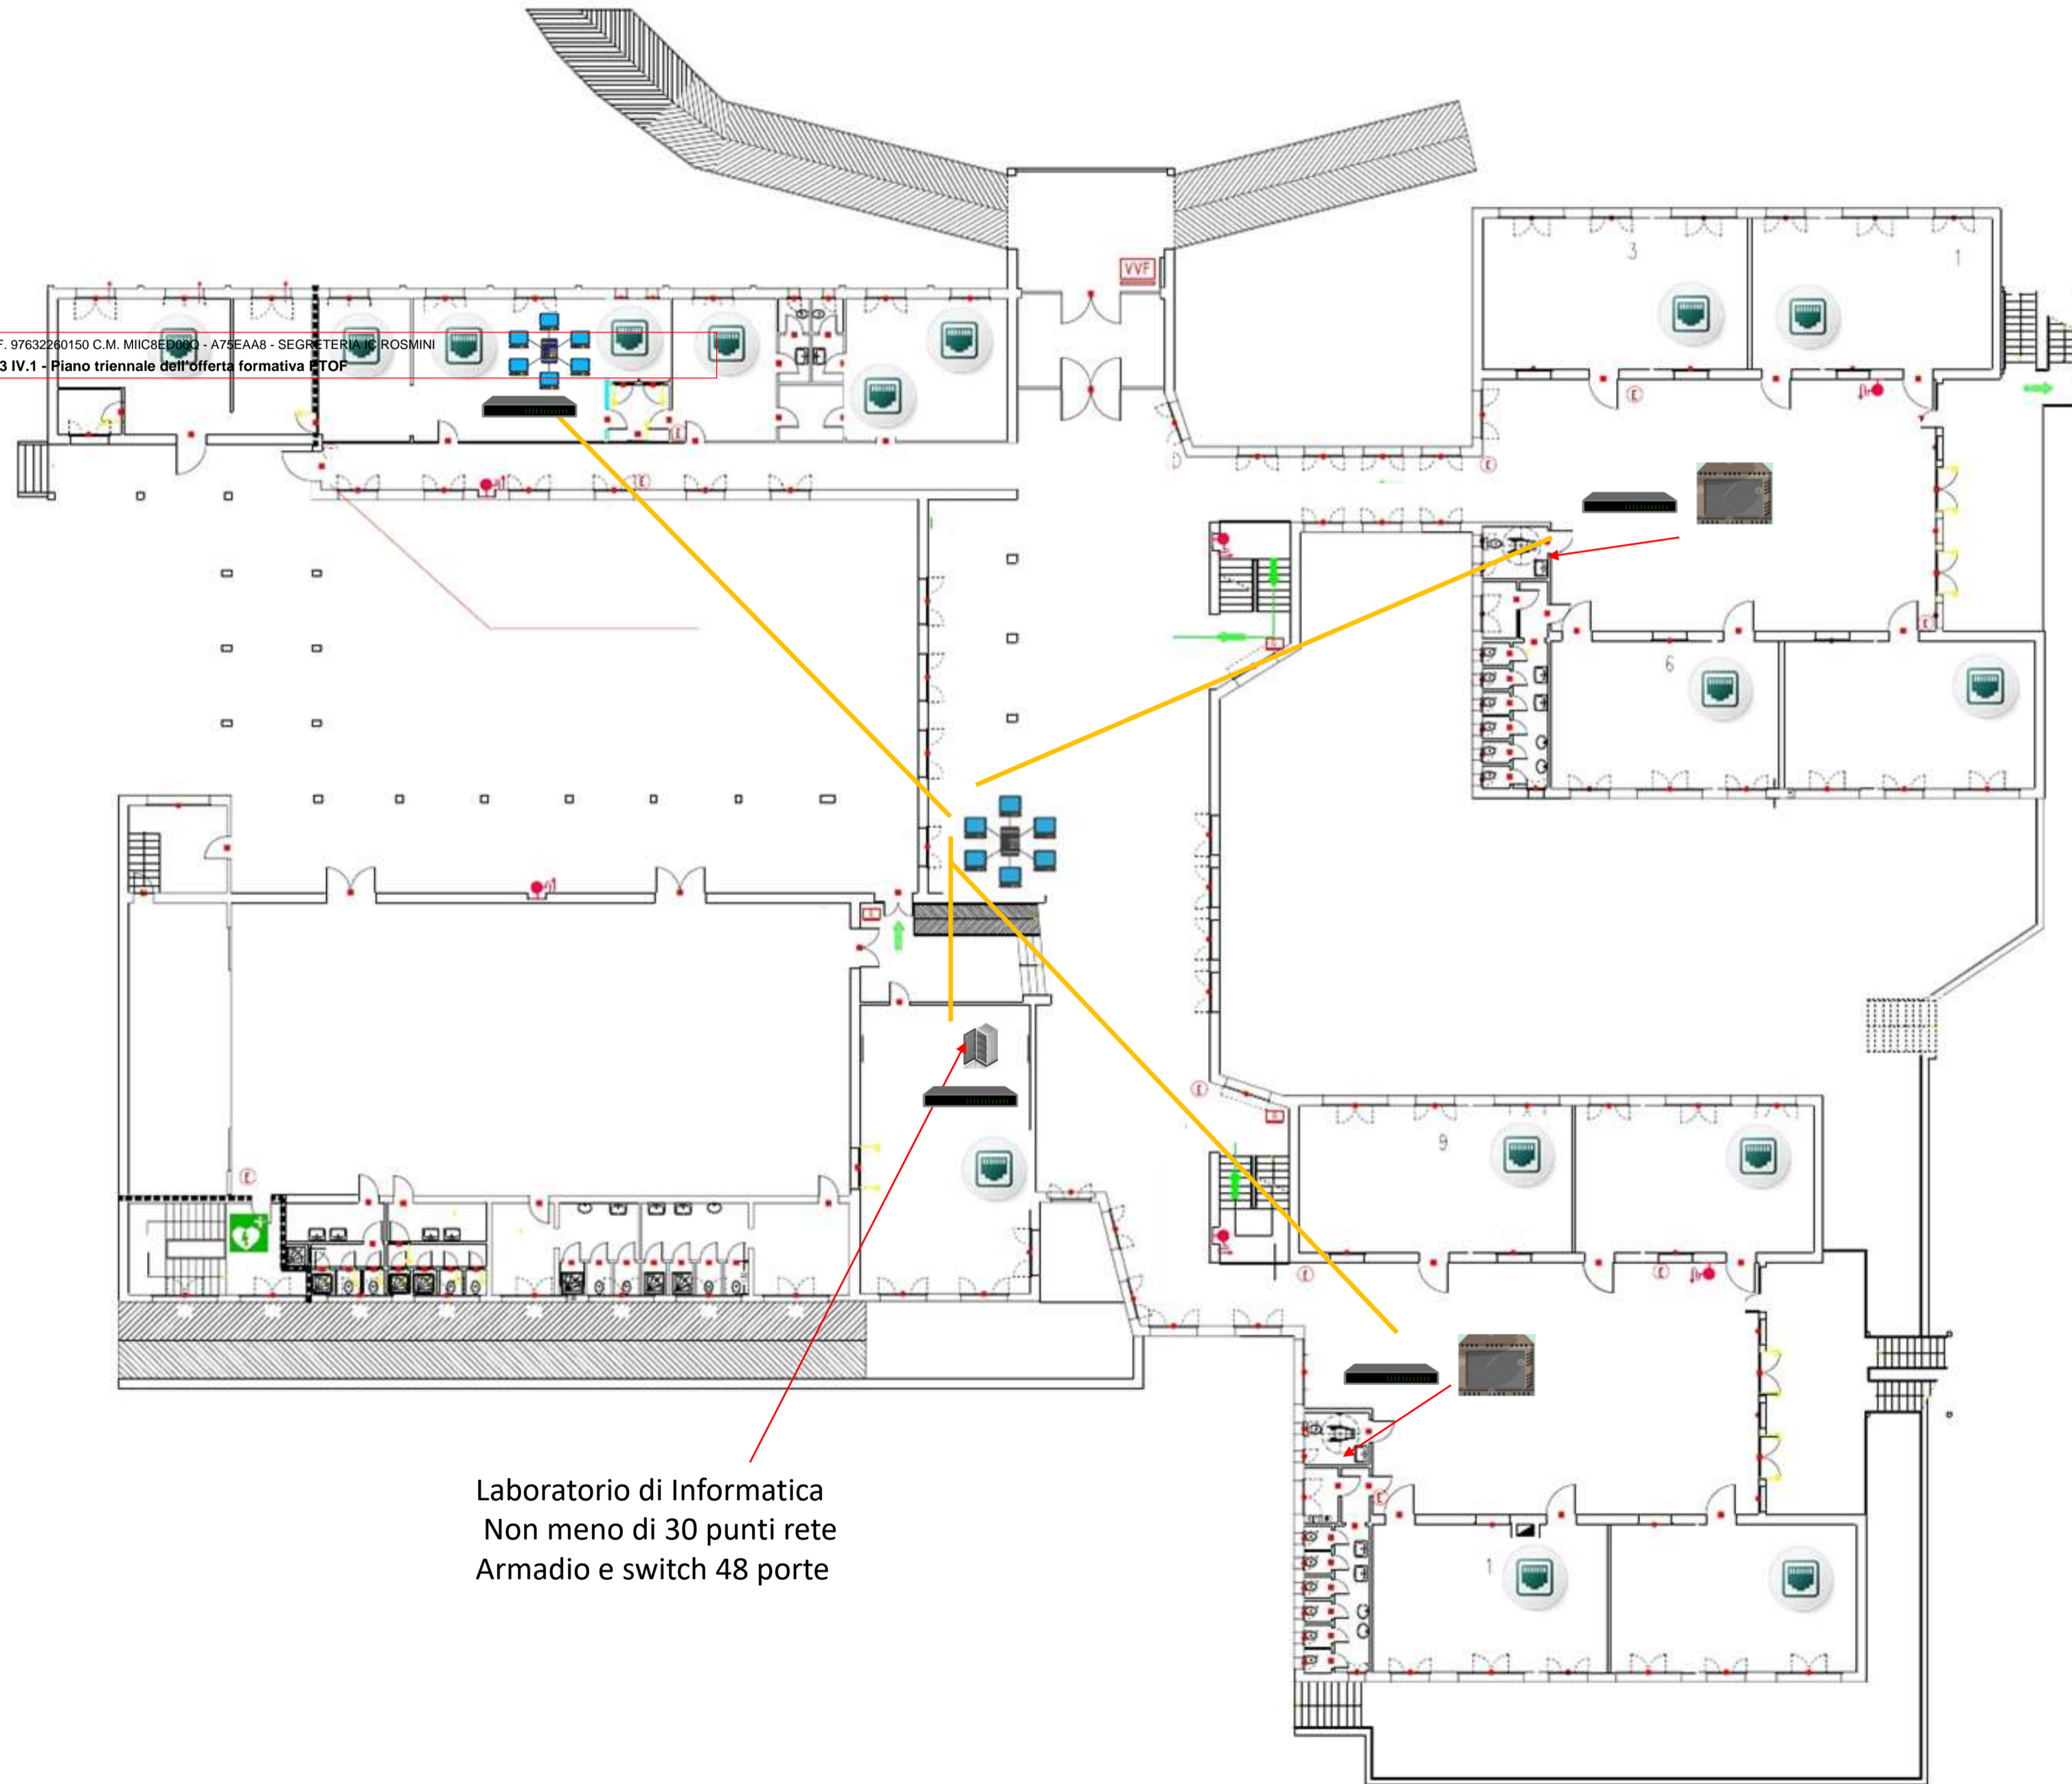 VVF
3
1
F. 97632260150 C.M. MIIC8ED00Q - A75EAA8 - SEGRETERIA IC ROSMINI
3 IV.1 - Piano triennale dell'offerta formativa PTOF
E
E
E
E
6
E
E
E
9
E
E
E
1
Laboratorio di Informatica
Non meno di 30 punti rete
Armadio e switch 48 porte